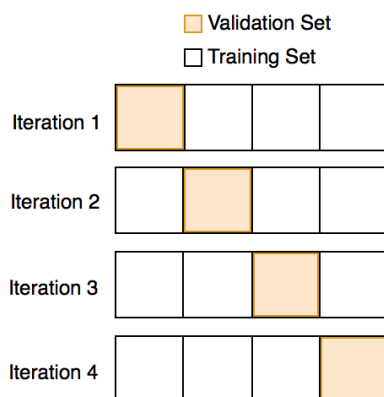 Validation Set
Training Set
Iteration 1
Iteration 2
Iteration 3
Iteration 4